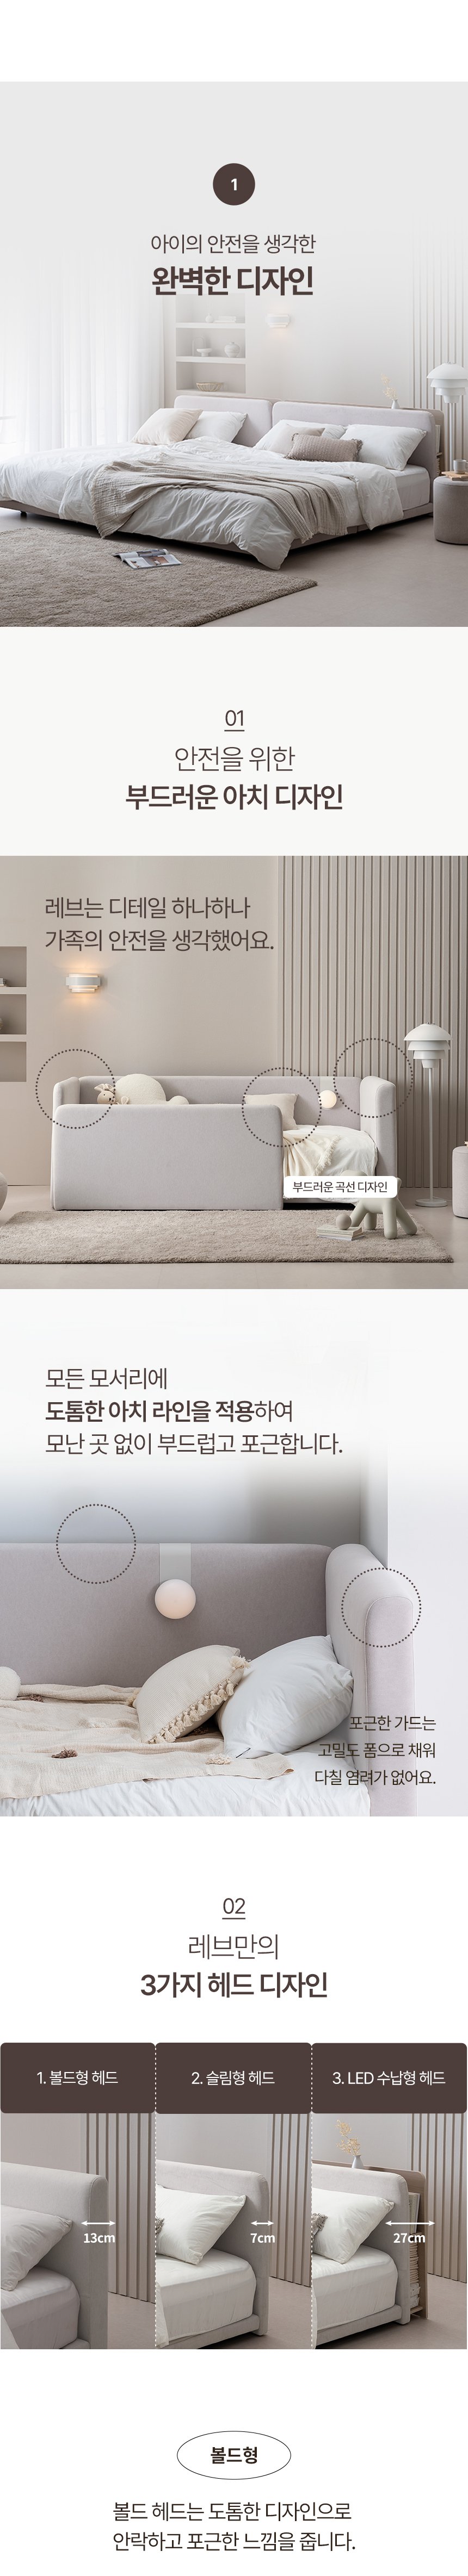 1
아이의 안전을 생각한
완벽한 디자인
01
안전을 위한
부드러운 아치 디자인
레브는 디테일 하나하나
가족의 안전을 생각했어요.
부드러운 곡선 디자인
모든 모서리에
도톰한 아치 라인을 적용하여
모난 곳 없이 부드럽고 포근합니다.
포근한 가드는
고밀도 폼으로 채워
다칠 염려가 없어요.
02
레브만의
3가지 헤드 디자인
1. 볼드형 헤드
2. 슬림형 헤드
3. LED 수납형 헤드
13cm
7cm
27cm
볼드형
볼드 헤드는 도톰한 디자인으로
안락하고 포근한 느낌을 줍니다.